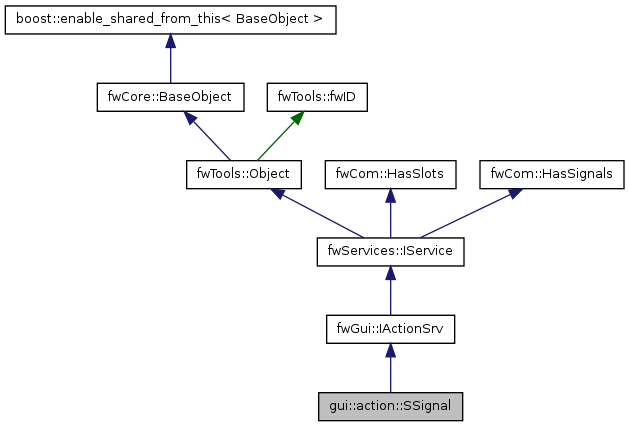 boost::enable_shared_from_this< BaseObject >
fwCore::BaseObject
fwTools::fwID
fwTools::Object
fwCom::HasSlots
fwCom::HasSignals
fwServices::IService
fwGui::IActionSrv
gui::action::SSignal